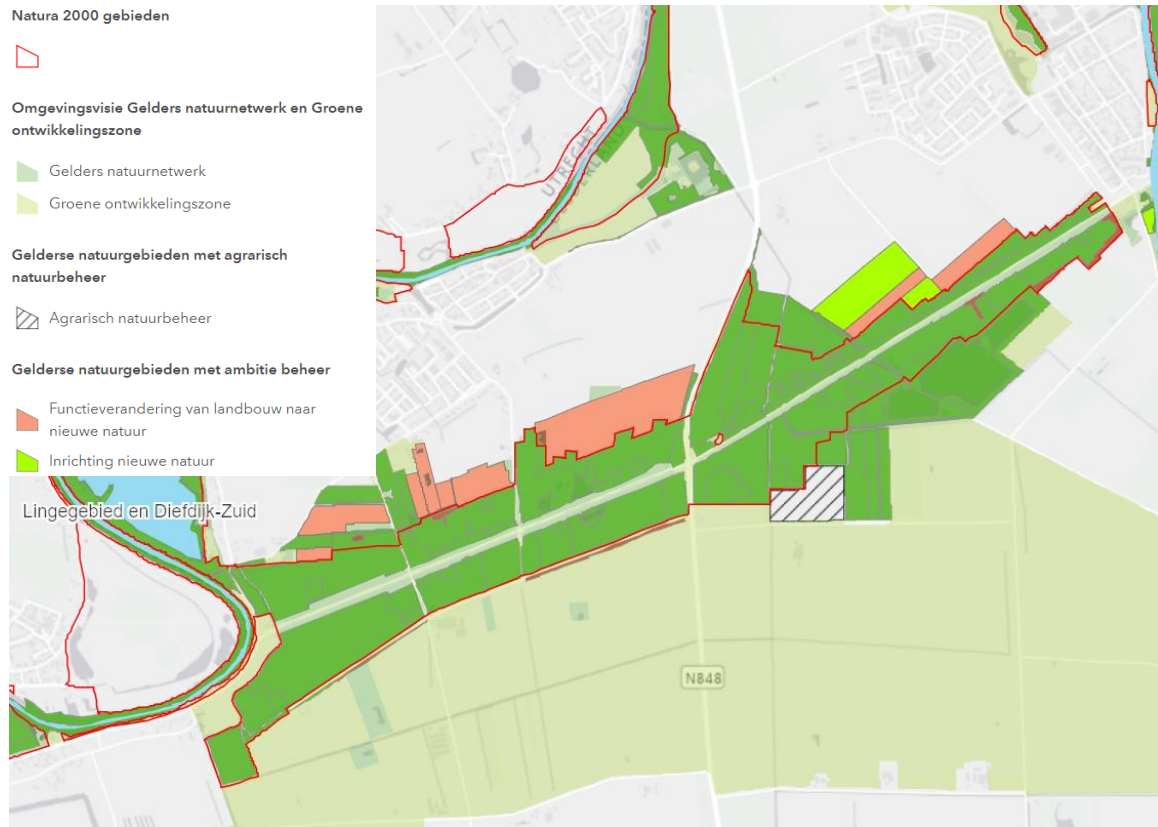 Natura 2000 gebieden
Omgevingsvisie Gelders natuurnetwerk en Groene
ontwikkelingszone
Gelders natuurnetwerk
Groene ontwikkelingszone
Gelderse natuurgebieden met agrarisch
natuurbeheer
Agrarisch natuurbeheer
Gelderse natuurgebieden met ambitie beheer
Functieverandering van landbouw naar
nieuwe natuur
Inrichting nieuwe natuur
UTRECHT
Lingegebied en Diefdijk-Zuid
N848